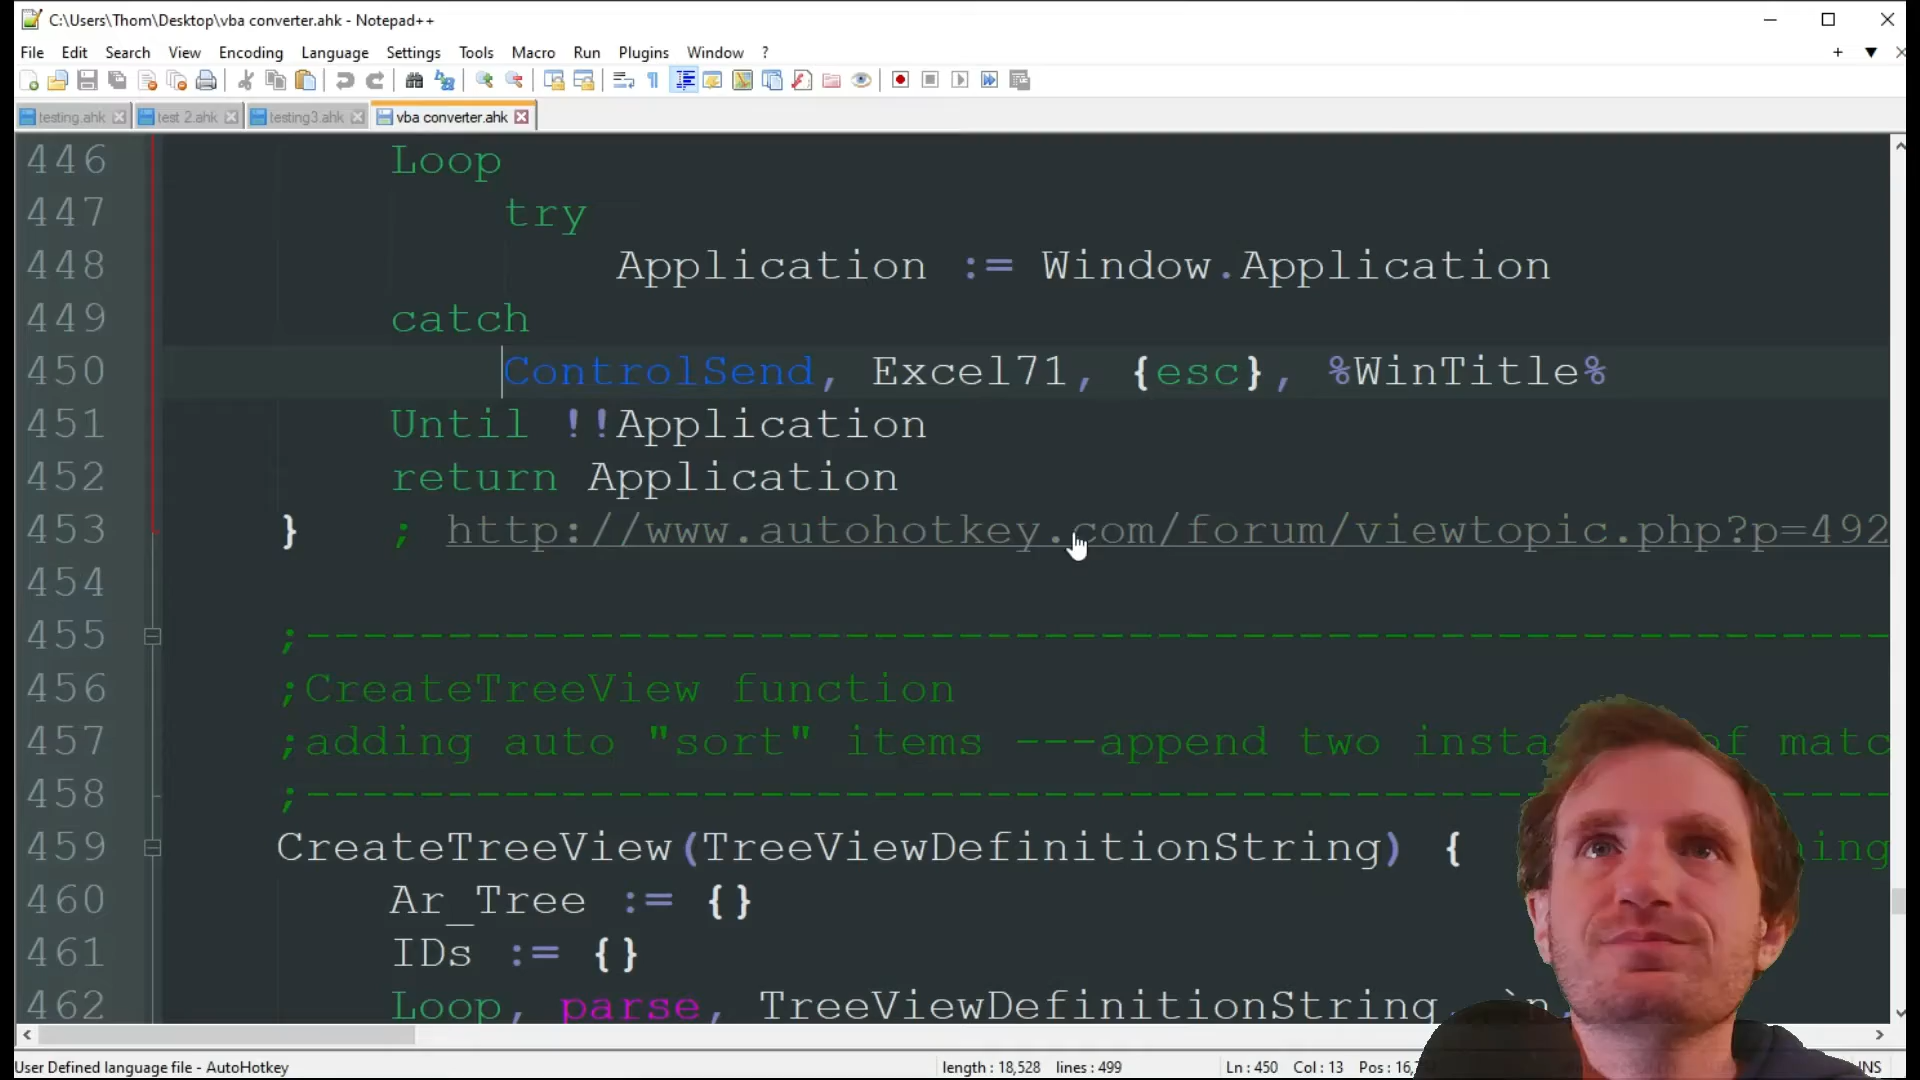 C:\Users\Thom\Desktop\vba converter.ahk - Notepad++
File Edit Search View Encoding Language Settings Tools Macro Run Plugins Window ?
testing.ahk test 2.ahk testing3.ahk vba converter.ahk
446 Loop
447 try
448 Application := Window.Application
449 catch
450 ControlSend, Excel71, {esc}, %WinTitle%
451 Until !!Application
452 return Application
453 } ; http://www.autohotkey.com/forum/viewtopic.php?p=492
454
455 ;--------------------------------------------------------
456 ;CreateTreeView function
457 ;adding auto "sort" items ---append two of matc
458 ;--------------------------------------------------------
459 CreateTreeView(TreeViewDefinitionString) {
460 Ar_Tree := {}
461 IDs := {}
462 Loop, parse, TreeViewDefinitionString, `n
User Defined language file - AutoHotkey length : 18,528 lines : 499 Ln : 450 Col : 13 Pos : 16, INS